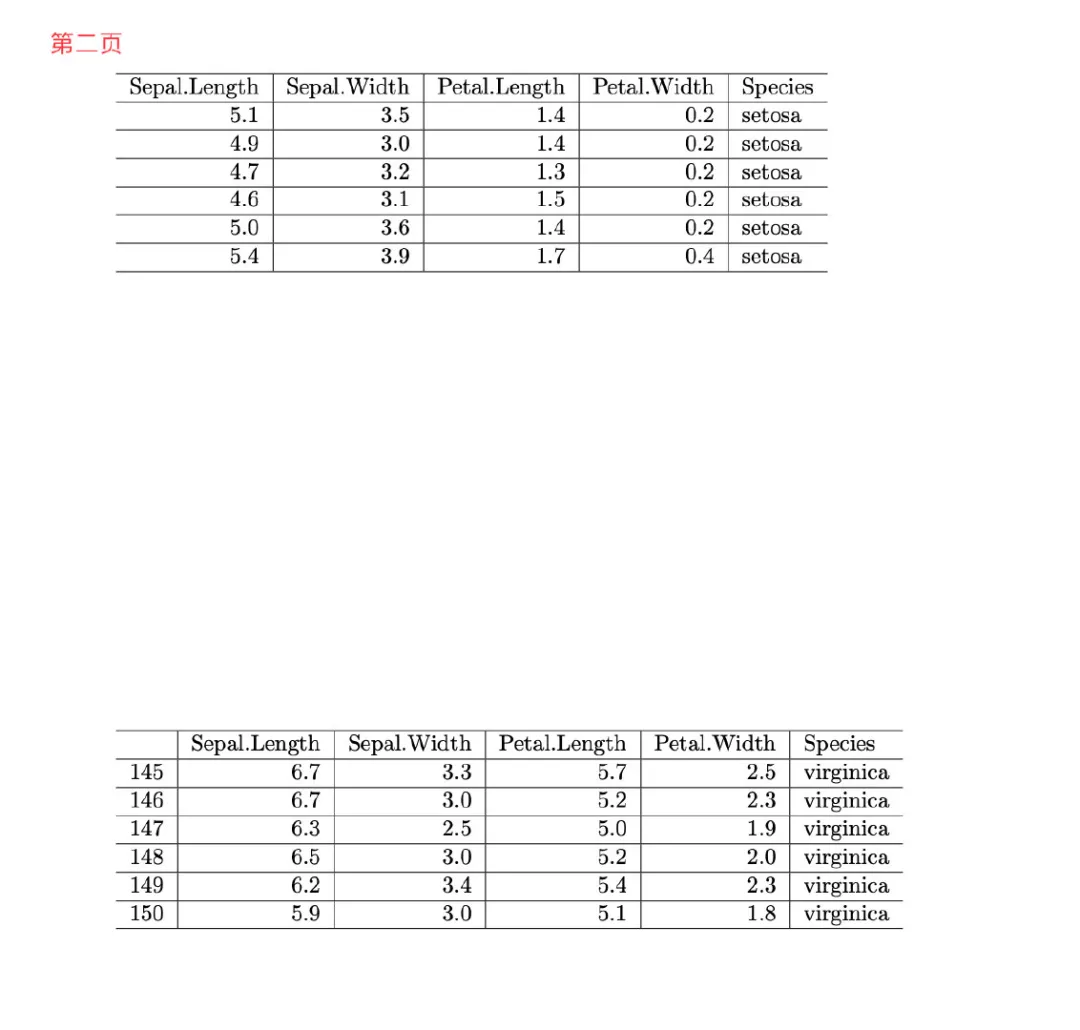 第二页
Sepal.Length Sepal.Width Petal.Length Petal.Width Species
5.1 3.5 1.4 0.2 setosa
4.9 3.0 1.4 0.2 setosa
4.7 3.2 1.3 0.2 setosa
4.6 3.1 1.5 0.2 setosa
5.0 3.6 1.4 0.2 setosa
5.4 3.9 1.7 0.4 setosa
Sepal.Length Sepal.Width Petal.Length Petal.Width Species
145 6.7 3.3 5.7 2.5 virginica
146 6.7 3.0 5.2 2.3 virginica
147 6.3 2.5 5.0 1.9 virginica
148 6.5 3.0 5.2 2.0 virginica
149 6.2 3.4 5.4 2.3 virginica
150 5.9 3.0 5.1 1.8 virginica